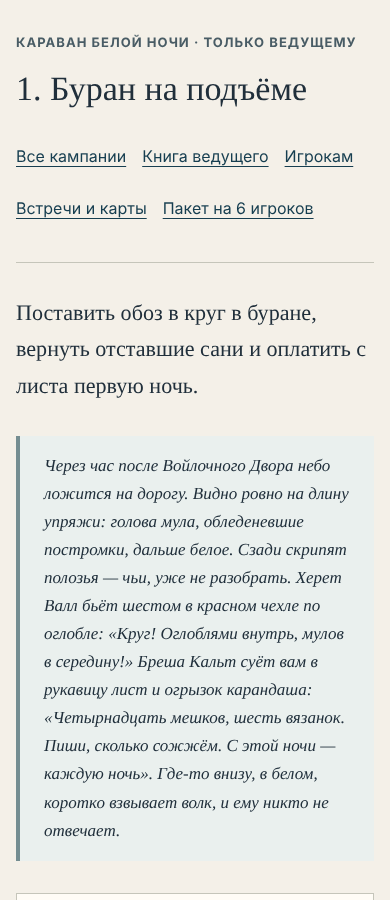 КАРАВАН БЕЛОЙ НОЧИ · ТОЛЬКО ВЕДУЩЕМУ
1. Буран на подъёме
Все кампании Книга ведущего Игрокам
Встречи и карты Пакет на 6 игроков
Поставить обоз в круг в буране,
вернуть отставшие сани и оплатить с
листа первую ночь.
Через час после Войлочного Двора небо
ложится на дорогу. Видно ровно на длину
упряжи: голова мула, обледеневшие
постромки, дальше белое. Сзади скрипят
полозья — чьи, уже не разобрать. Херет
Валл бьёт шестом в красном чехле по
оглобле: «Круг! Оглоблями внутрь, мулов
в середину!» Бреша Кальт суёт вам в
рукавицу лист и огрызок карандаша:
«Четырнадцать мешков, шесть вязанок.
Пиши, сколько сожжём. С этой ночи —
каждую ночь». Где-то внизу, в белом,
коротко взвывает волк, и ему никто не
отвечает.